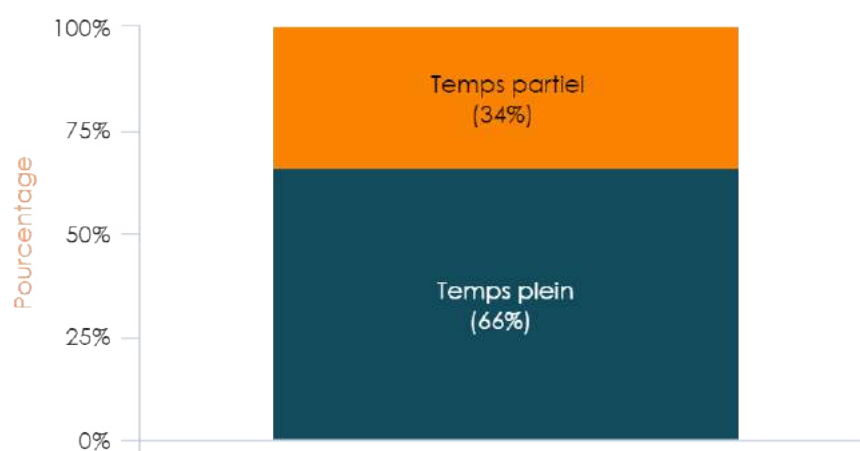 100%
Temps partiel
(34%)
75%
Pourcentage
50%
Temps plein
(66%)
25%
0%